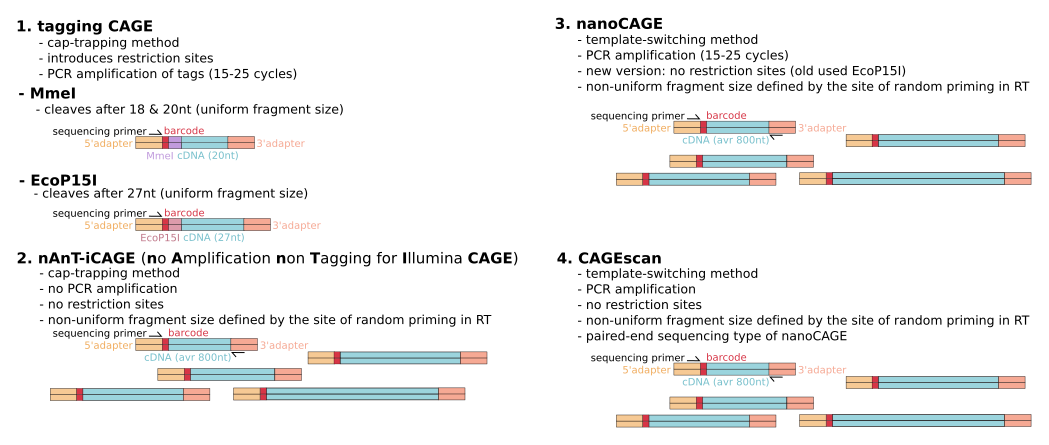 1. tagging CAGE
- cap-trapping method
- introduces restriction sites
- PCR amplification of tags (15-25 cycles)
- MmeI
- cleaves after 18 & 20nt (uniform fragment size)
sequencing primer barcode
5'adapter 3'adapter
MmeI cDNA (20nt)
- EcoP15I
- cleaves after 27nt (uniform fragment size)
sequencing primer barcode
5'adapter 3'adapter
EcoP15I cDNA (27nt)
2. nAnT-iCAGE (no Amplification non Tagging for Illumina CAGE)
- cap-trapping method
- no PCR amplification
- no restriction sites
- non-uniform fragment size defined by the site of random priming in RT
sequencing primer barcode
5'adapter 3'adapter
cDNA (avr 800nt)
3. nanoCAGE
- template-switching method
- PCR amplification (15-25 cycles)
- new version: no restriction sites (old used EcoP15I)
- non-uniform fragment size defined by the site of random priming in RT
sequencing primer barcode
5'adapter 3'adapter
cDNA (avr 800nt)
4. CAGEscan
- template-switching method
- PCR amplification
- no restriction sites
- non-uniform fragment size defined by the site of random priming in RT
- paired-end sequencing type of nanoCAGE
sequencing primer barcode
5'adapter 3'adapter
cDNA (avr 800nt)